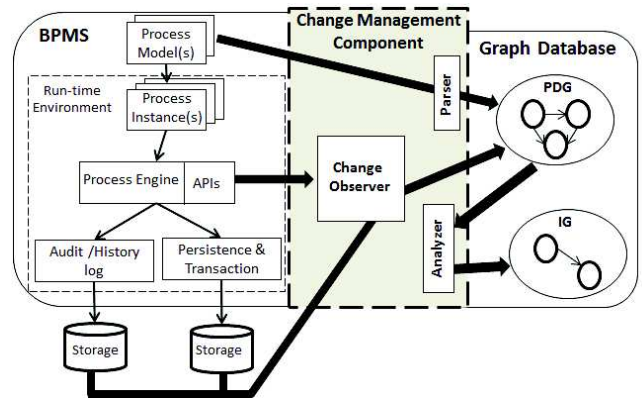 BPMS
Process
Model(s)
Run-time
Environment
Process
Instance(s)
Process Engine
APIs
Audit /History
log
Persistence &
Transaction
Storage
Storage
Change Management
Component
Parser
Change
Observer
Analyzer
Graph Database
PDG
IG